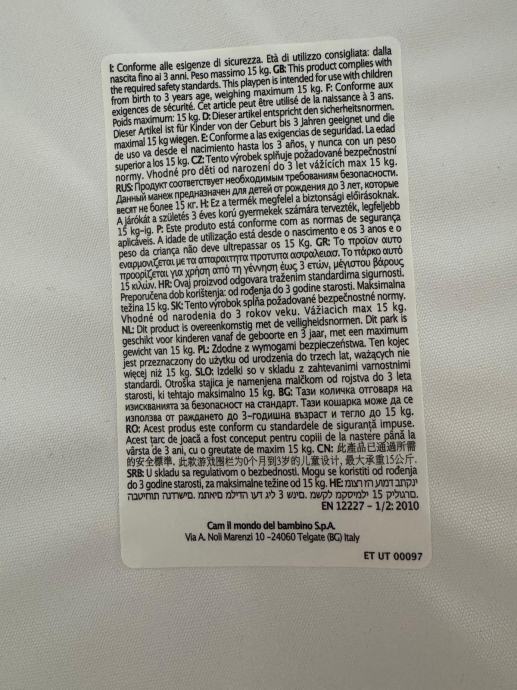 I: Conforme alle esigenze di sicurezza. Età di utilizzo consigliata: dalla
nascita fino ai 3 anni. Peso massimo 15 kg. GB: This product complies with
the required safety standards. This playpen is intended for use with children
from birth to 3 years age, weighing maximum 15 kg. F: Conforme aux
exigences de sécurité. Cet article peut être utilisé de la naissance à 3 ans.
Poids maximum: 15 kg. D: Dieser artikel entspricht den sicherheitsnormen.
Dieser Artikel ist für Kinder von der Geburt bis 3 Jahren geeignet und die
maximal 15 kg wiegen. E: Conforme a las exigencias de seguridad. La edad
de uso va desde el nacimiento hasta los 3 años, y nunca con un peso
superior a los 15 kg. CZ: Tento výrobek splňuje požadované bezpečnostní
normy. Vhodné pro děti od narození do 3 let vážících max 15 kg.
RUS: Продукт соответствует необходимым требованиям безопасности.
Данный манеж предназначен для детей от рождения до 3 лет, которые
весят не более 15 кг. H: Ez a termék megfelel a biztonsági előírásoknak.
A járókát a születés 3 éves korú gyermekek számára tervezték, legfeljebb
15 kg-ig. P: Este produto está conforme com as normas de segurança
aplicáveis. A idade de utilização está desde o nascimento e os 3 anos e o
peso da criança não deve ultrepassar os 15 Kg. GR: Το προϊον αυτο
εναρμονιζεται με τα απαραιτητα προτυπα ασφαλειασ. Το πάρκο αυτό
προορίζεται για χρήση από τη γέννηση έως 3 ετών, μέγιστου βάρους
15 κιλών. HR: Ovaj proizvod odgovora traženim standardima sigurnosti.
Preporučena dob korištenja: od rođenja do 3 godine starosti. Maksimalna
težina 15 kg. SK: Tento výrobok spĺňa požadované bezpečnostné normy.
Vhodné od narodenia do 3 rokov veku. Vážiacich max 15 kg.
NL: Dit product is overeenkomstig met de veiligheidsnormen. Dit park is
geschikt voor kinderen vanaf de geboorte en 3 jaar, met een maximum
gewicht van 15 kg. PL: Zdodne z wymogami bezpieczeństwa. Ten kojec
jest przeznaczony do użytku od urodzenia do trzech lat, ważących nie
więcej niż 15 kg. SLO: Izdelki so v skladu z zahtevanimi varnostnimi
standardi. Otroška stajica je namenjena malčkom od rojstva do 3 leta
starosti, ki tehtajo maksimalno 15 kg. BG: Тази количка отговаря на
изискванията за безопасност на стандарт. Тази кошарка може да се
използва от раждането до 3-годишна възраст и тегло до 15 kg.
RO: Acest produs este conform cu standardele de siguranță impuse.
Acest țarc de joacă a fost conceput pentru copiii de la nastere până la
vârsta de 3 ani, cu o greutate de maxim 15 kg. CN: 此產品已通過所需
的安全標準. 此款游戏围栏为0个月到3岁的儿童设计, 最大承重15公斤.
SRB: U skladu sa regulativom o bezbednosti. Mogu se koristiti od rođenja
do 3 godine starosti, za maksimalne težine od 15 kg. HE:
3 15
EN 12227 – 1/2: 2010
Cam il mondo del bambino S.p.A.
Via A. Noli Marenzi 10 –24060 Telgate (BG) Italy
ET UT 00097